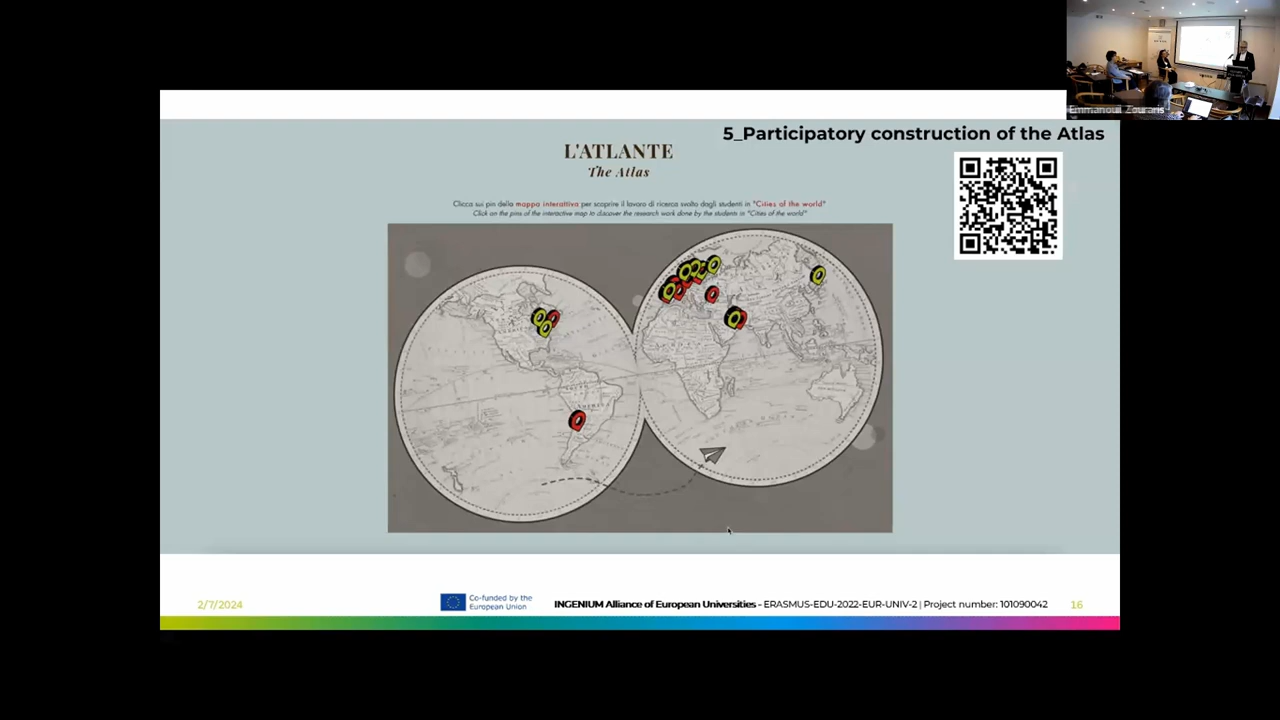 Emmanouil Zouraris
5_Participatory construction of the Atlas
L'ATLANTE
The Atlas
Clicca sui pin della mappa interattiva per scoprire il lavoro di ricerca svolto dagli studenti in "Cities of the world"
Click on the pins of the interactive map to discover the research work done by the students in "Cities of the world"
2/7/2024
Co-funded by the
European Union
INGENIUM Alliance of European Universities - ERASMUS-EDU-2022-EUR-UNIV-2 | Project number: 101090042
16